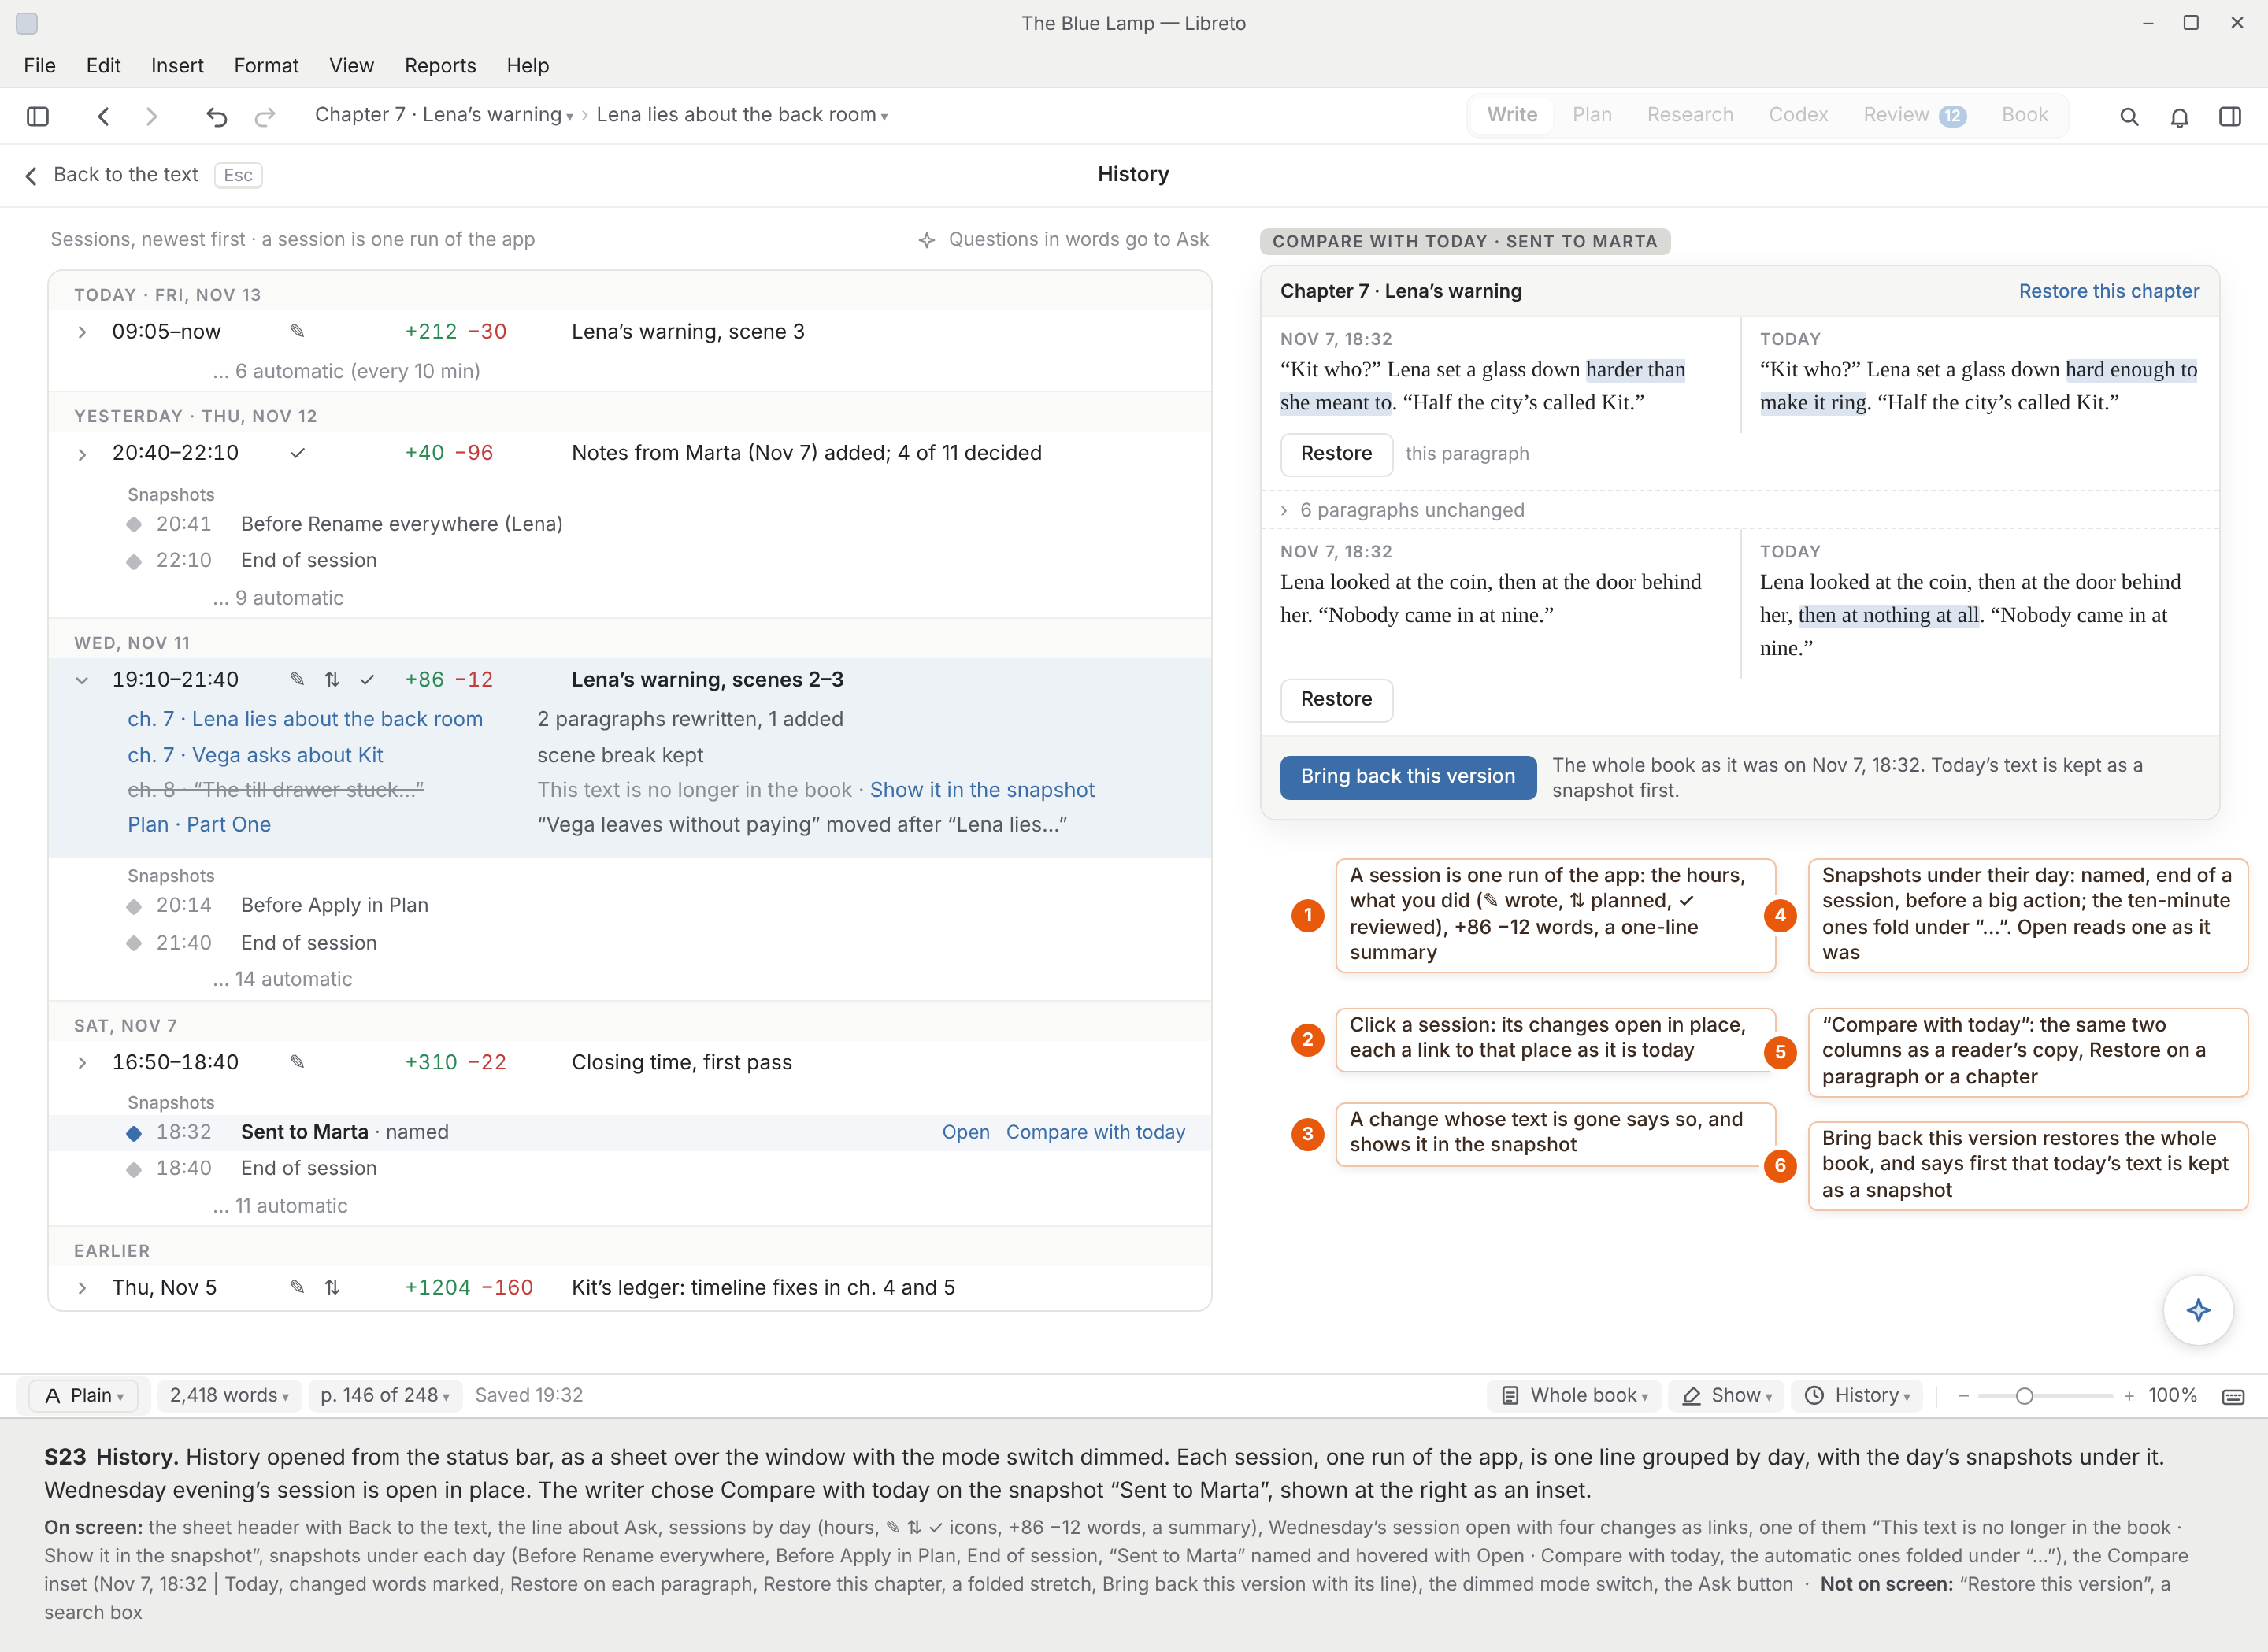 The Blue Lamp — Libreto
File Edit Insert Format View Reports Help
Chapter 7 · Lena’s warning ▾ › Lena lies about the back room ▾
Write Plan Research Codex Review 12 Book
Back to the text Esc
History
Sessions, newest first · a session is one run of the app
Questions in words go to Ask
TODAY · FRI, NOV 13
09:05–now ✎ +212 −30 Lena’s warning, scene 3
... 6 automatic (every 10 min)
YESTERDAY · THU, NOV 12
20:40–22:10 ✓ +40 −96 Notes from Marta (Nov 7) added; 4 of 11 decided
Snapshots
20:41 Before Rename everywhere (Lena)
22:10 End of session
... 9 automatic
WED, NOV 11
19:10–21:40 ✎ ⇅ ✓ +86 −12 Lena’s warning, scenes 2–3
ch. 7 · Lena lies about the back room 2 paragraphs rewritten, 1 added
ch. 7 · Vega asks about Kit scene break kept
ch. 8 · “The till drawer stuck…” This text is no longer in the book · Show it in the snapshot
Plan · Part One “Vega leaves without paying” moved after “Lena lies…”
Snapshots
20:14 Before Apply in Plan
21:40 End of session
... 14 automatic
SAT, NOV 7
16:50–18:40 ✎ +310 −22 Closing time, first pass
Snapshots
18:32 Sent to Marta · named Open Compare with today
18:40 End of session
... 11 automatic
EARLIER
Thu, Nov 5 ✎ ⇅ +1204 −160 Kit’s ledger: timeline fixes in ch. 4 and 5
COMPARE WITH TODAY · SENT TO MARTA
Chapter 7 · Lena’s warning Restore this chapter
NOV 7, 18:32
“Kit who?” Lena set a glass down harder than
she meant to. “Half the city’s called Kit.”
TODAY
“Kit who?” Lena set a glass down hard enough to
make it ring. “Half the city’s called Kit.”
Restore this paragraph
› 6 paragraphs unchanged
NOV 7, 18:32
Lena looked at the coin, then at the door behind
her. “Nobody came in at nine.”
TODAY
Lena looked at the coin, then at the door behind
her, then at nothing at all. “Nobody came in at
nine.”
Restore
Bring back this version
The whole book as it was on Nov 7, 18:32. Today’s text is kept as a
snapshot first.
1
A session is one run of the app: the hours,
what you did (✎ wrote, ⇅ planned, ✓
reviewed), +86 −12 words, a one-line
summary
2
Click a session: its changes open in place,
each a link to that place as it is today
3
A change whose text is gone says so, and
shows it in the snapshot
4
Snapshots under their day: named, end of a
session, before a big action; the ten-minute
ones fold under “…”. Open reads one as it
was
5
“Compare with today”: the same two
columns as a reader’s copy, Restore on a
paragraph or a chapter
6
Bring back this version restores the whole
book, and says first that today’s text is kept
as a snapshot
A Plain ▾ 2,418 words ▾ p. 146 of 248 ▾ Saved 19:32
Whole book ▾ Show ▾ History ▾ − + 100%
S23 History. History opened from the status bar, as a sheet over the window with the mode switch dimmed. Each session, one run of the app, is one line grouped by day, with the day’s snapshots under it.
Wednesday evening’s session is open in place. The writer chose Compare with today on the snapshot “Sent to Marta”, shown at the right as an inset.
On screen: the sheet header with Back to the text, the line about Ask, sessions by day (hours, ✎ ⇅ ✓ icons, +86 −12 words, a summary), Wednesday’s session open with four changes as links, one of them “This text is no longer in the book ·
Show it in the snapshot”, snapshots under each day (Before Rename everywhere, Before Apply in Plan, End of session, “Sent to Marta” named and hovered with Open · Compare with today, the automatic ones folded under “…”), the Compare
inset (Nov 7, 18:32 | Today, changed words marked, Restore on each paragraph, Restore this chapter, a folded stretch, Bring back this version with its line), the dimmed mode switch, the Ask button · Not on screen: “Restore this version”, a
search box